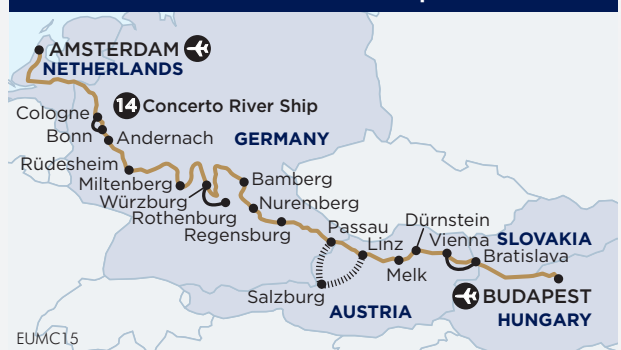 AMSTERDAM
NETHERLANDS
14 Concerto River Ship
Cologne
Bonn
Andernach
GERMANY
Rüdesheim
Miltenberg
Bamberg
Würzburg
Nuremberg
Rothenburg
Regensburg
Passau
Dürnstein
Linz
Vienna
SLOVAKIA
Bratislava
Melk
Salzburg
BUDAPEST
AUSTRIA
HUNGARY
EUMC15